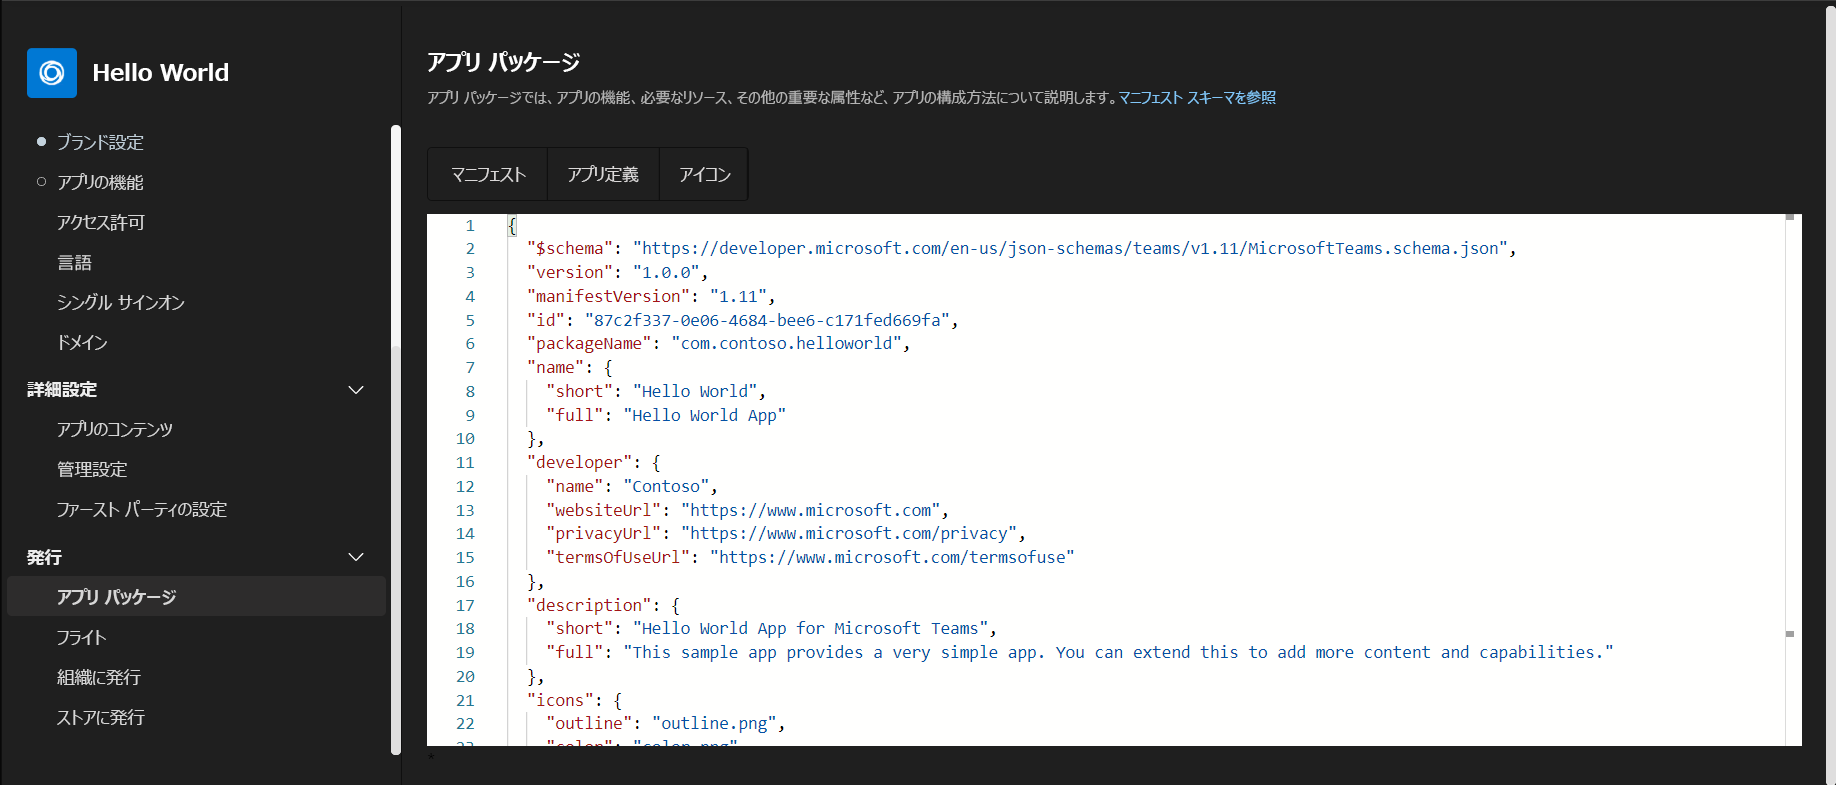 Hello World
ブランド設定
アプリの機能
アクセス許可
言語
シングル サインオン
ドメイン
詳細設定
アプリのコンテンツ
管理設定
ファースト パーティの設定
発行
アプリ パッケージ
フライト
組織に発行
ストアに発行
アプリ パッケージ
アプリ パッケージでは、アプリの機能、必要なリソース、その他の重要な属性など、アプリの構成方法について説明します。マニフェスト スキーマを参照
マニフェスト アプリ定義 アイコン
1 {
2 "$schema": "https://developer.microsoft.com/en-us/json-schemas/teams/v1.11/MicrosoftTeams.schema.json",
3 "version": "1.0.0",
4 "manifestVersion": "1.11",
5 "id": "87c2f337-0e06-4684-bee6-c171fed669fa",
6 "packageName": "com.contoso.helloworld",
7 "name": {
8 "short": "Hello World",
9 "full": "Hello World App"
10 },
11 "developer": {
12 "name": "Contoso",
13 "websiteUrl": "https://www.microsoft.com",
14 "privacyUrl": "https://www.microsoft.com/privacy",
15 "termsOfUseUrl": "https://www.microsoft.com/termsofuse"
16 },
17 "description": {
18 "short": "Hello World App for Microsoft Teams",
19 "full": "This sample app provides a very simple app. You can extend this to add more content and capabilities."
20 },
21 "icons": {
22 "outline": "outline.png",
23 "color": "color.png"